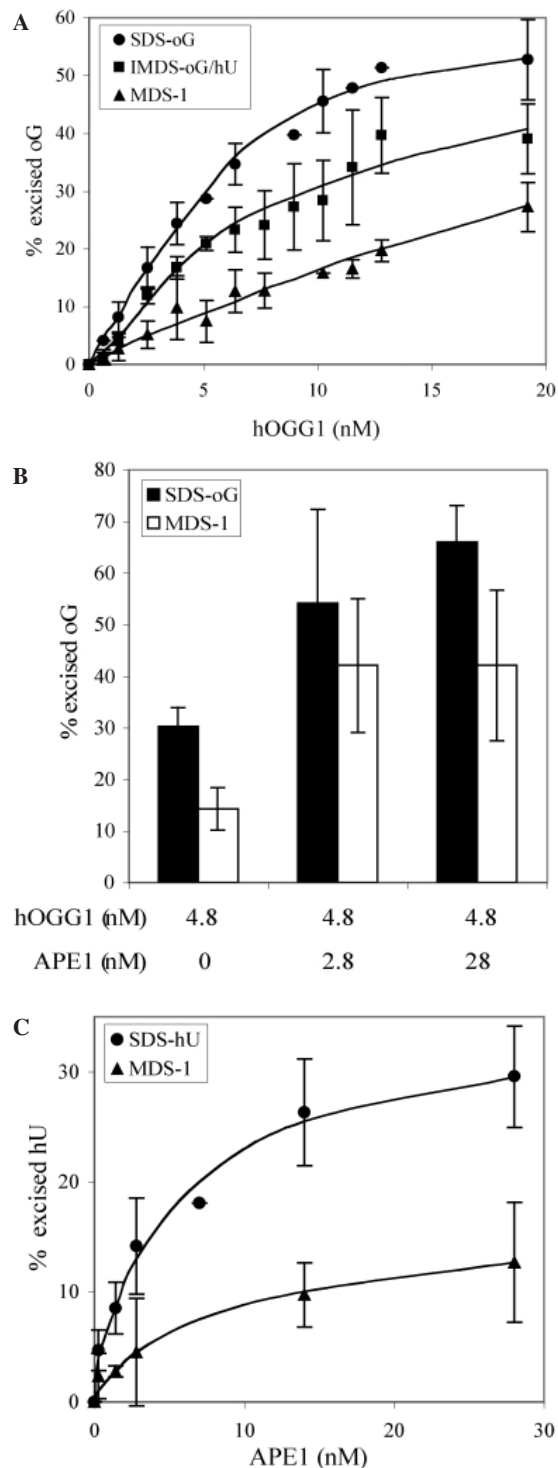 A
SDS-oG
IMDS-oG/hU
MDS-1
% excised oG
60
50
40
30
20
10
0
0 5 10 15 20
hOGG1 (nM)
B
SDS-oG
MDS-1
% excised oG
80
70
60
50
40
30
20
10
0
hOGG1 (nM) 4.8 4.8 4.8
APE1 (nM) 0 2.8 28
C
SDS-hU
MDS-1
% excised hU
30
20
10
0
0 10 20 30
APE1 (nM)